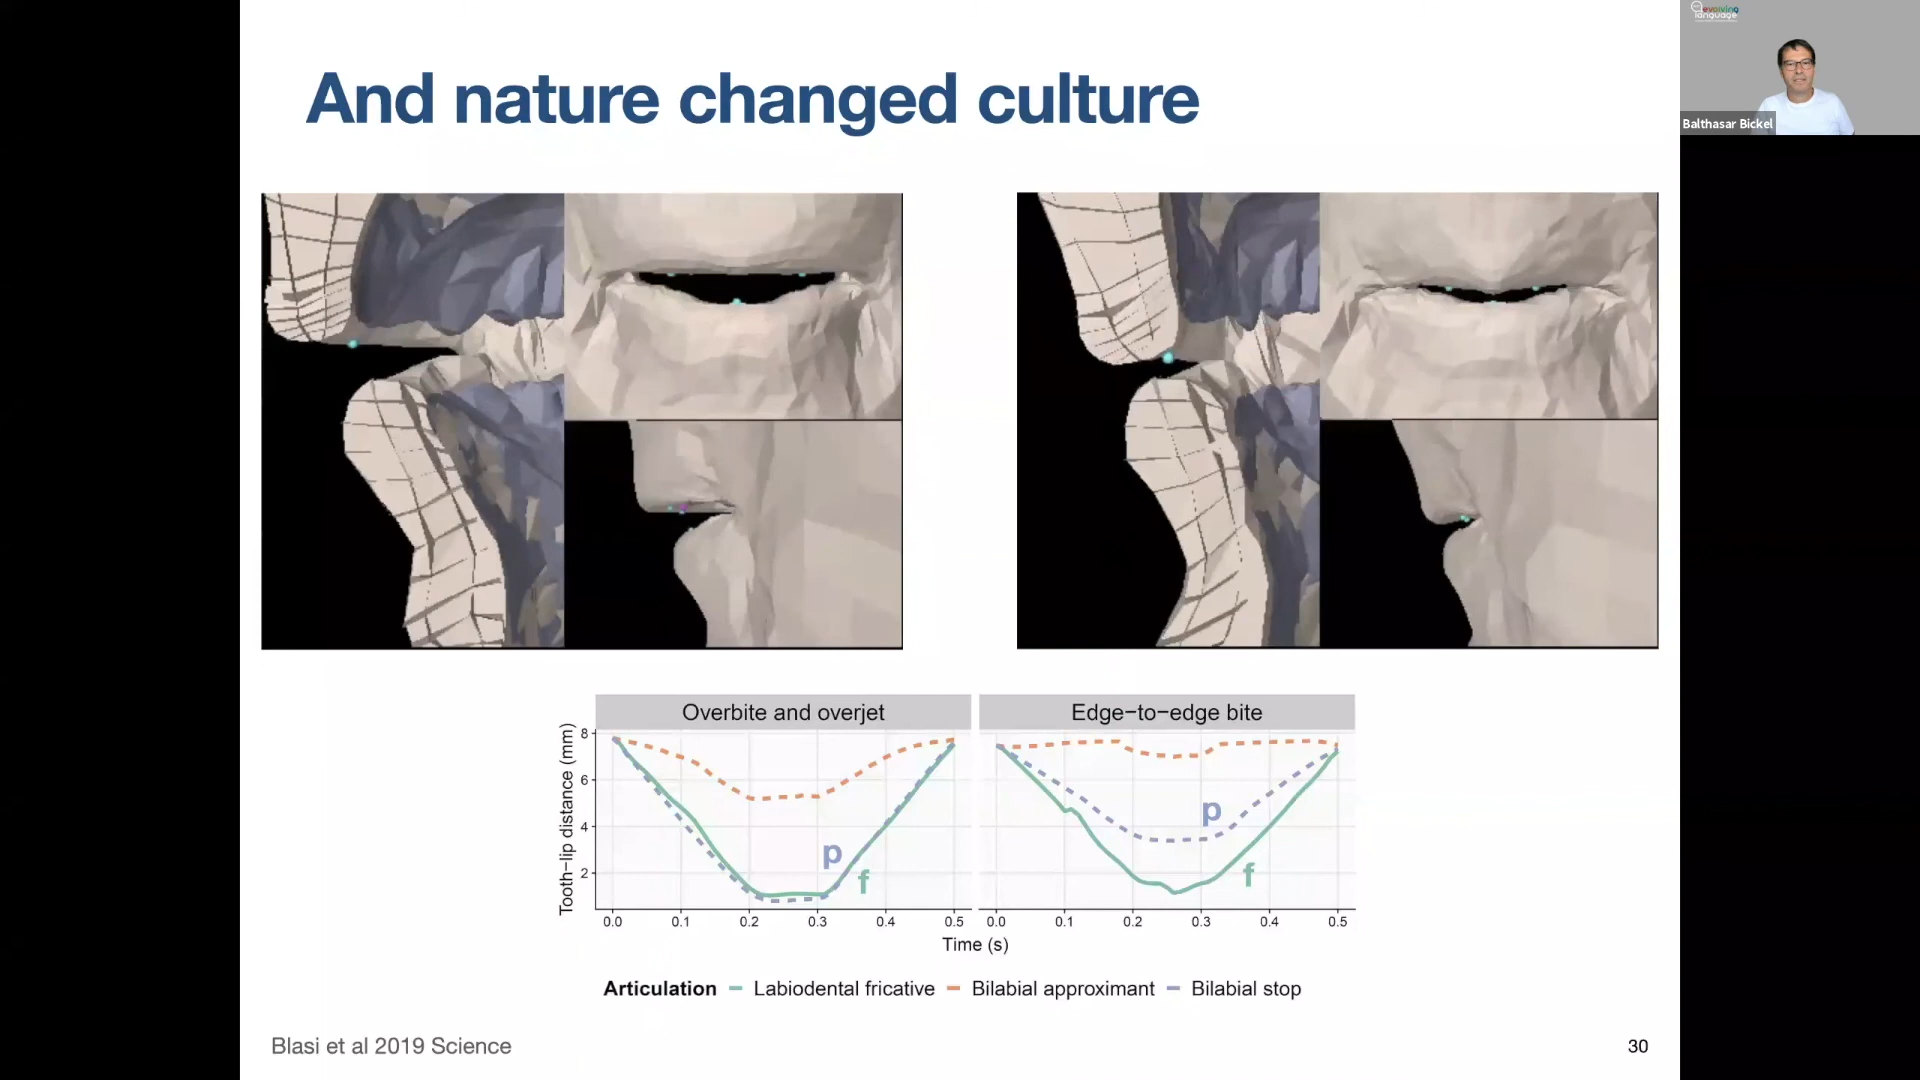 evolving
language
Balthasar Bickel
And nature changed culture
Overbite and overjet
Edge−to−edge bite
Tooth−lip distance (mm)
8
6
4
2
p
f
p
f
0.0 0.1 0.2 0.3 0.4 0.5
0.0 0.1 0.2 0.3 0.4 0.5
Time (s)
Articulation Labiodental fricative Bilabial approximant Bilabial stop
Blasi et al 2019 Science
30